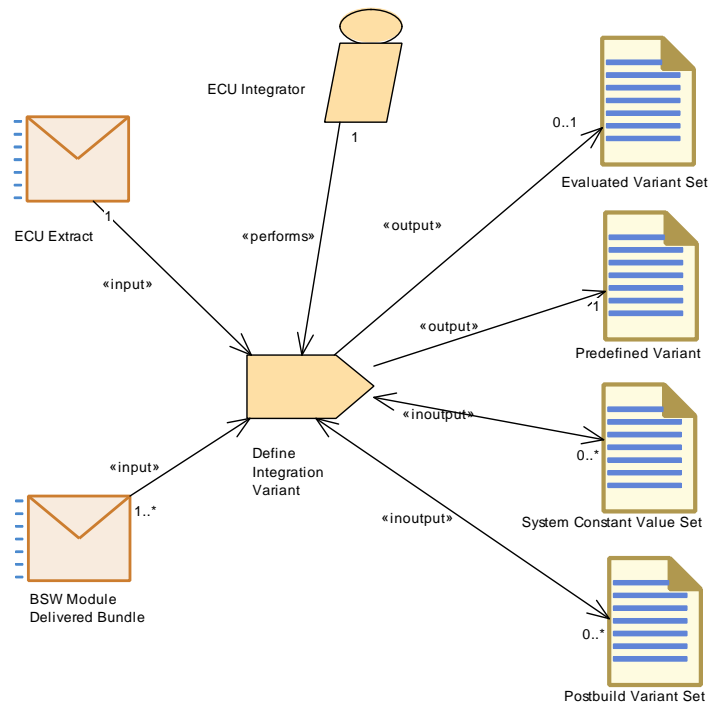 ECU Integrator
1
0..1
Evaluated Variant Set
1
ECU Extract
«performs»
«output»
«input»
«output»
1
Predefined Variant
«inoutput»
0..*
Define
Integration
Variant
«input»
1..*
«inoutput»
System Constant Value Set
BSW Module
Delivered Bundle
0..*
Postbuild Variant Set